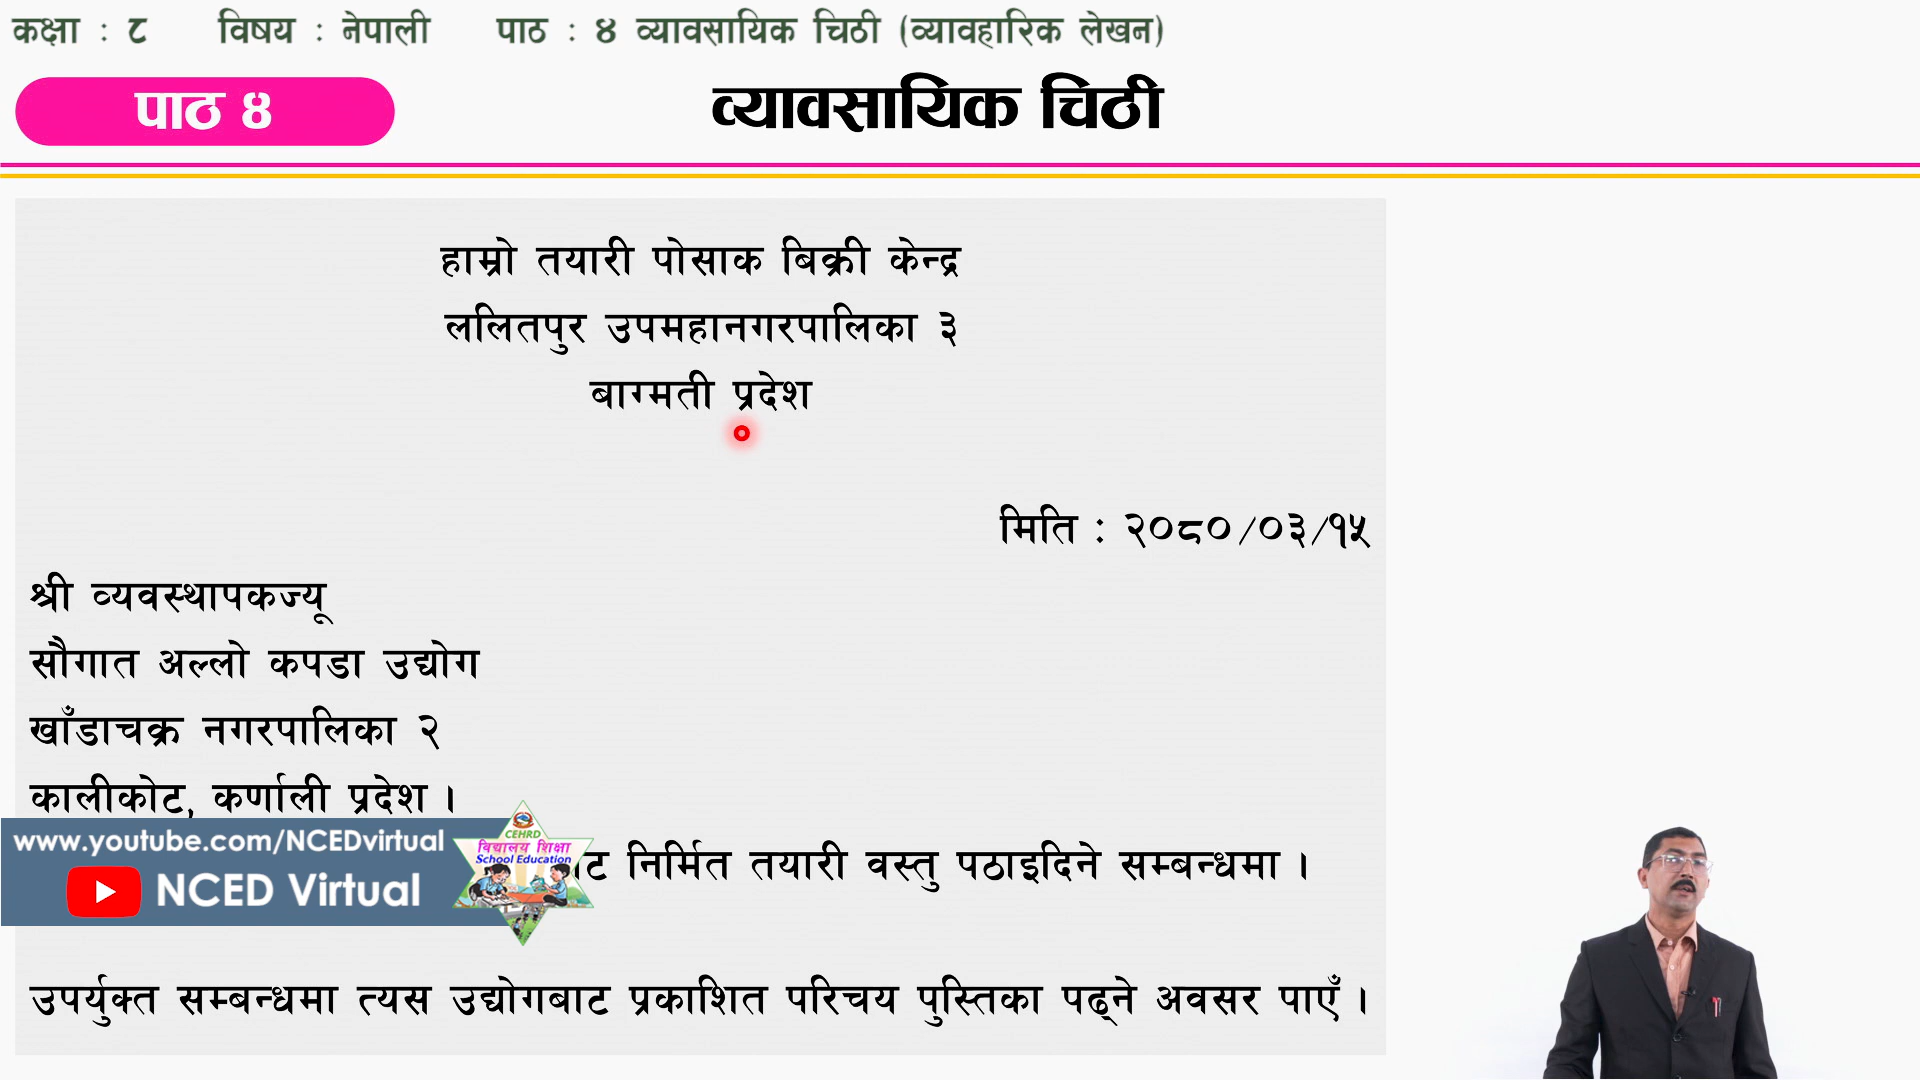 कक्षा : ८ विषय : नेपाली पाठ : ४ व्यावसायिक चिठी (व्यावहारिक लेखन)
पाठ ४
व्यावसायिक चिठी
हाम्रो तयारी पोसाक बिक्री केन्द्र
ललितपुर उपमहानगरपालिका ३
बाग्मती प्रदेश
मिति : २०८०/०३/१५
श्री व्यवस्थापकज्यू
सौगात अल्लो कपडा उद्योग
खाँडाचक्र नगरपालिका २
कालीकोट, कर्णाली प्रदेश ।
निर्मित तयारी वस्तु पठाइदिने सम्बन्धमा ।
उपर्युक्त सम्बन्धमा त्यस उद्योगबाट प्रकाशित परिचय पुस्तिका पढ्ने अवसर पाएँ ।
www.youtube.com/NCEDvirtual
NCED Virtual
CEHRD
विद्यालय शिक्षा
School Education